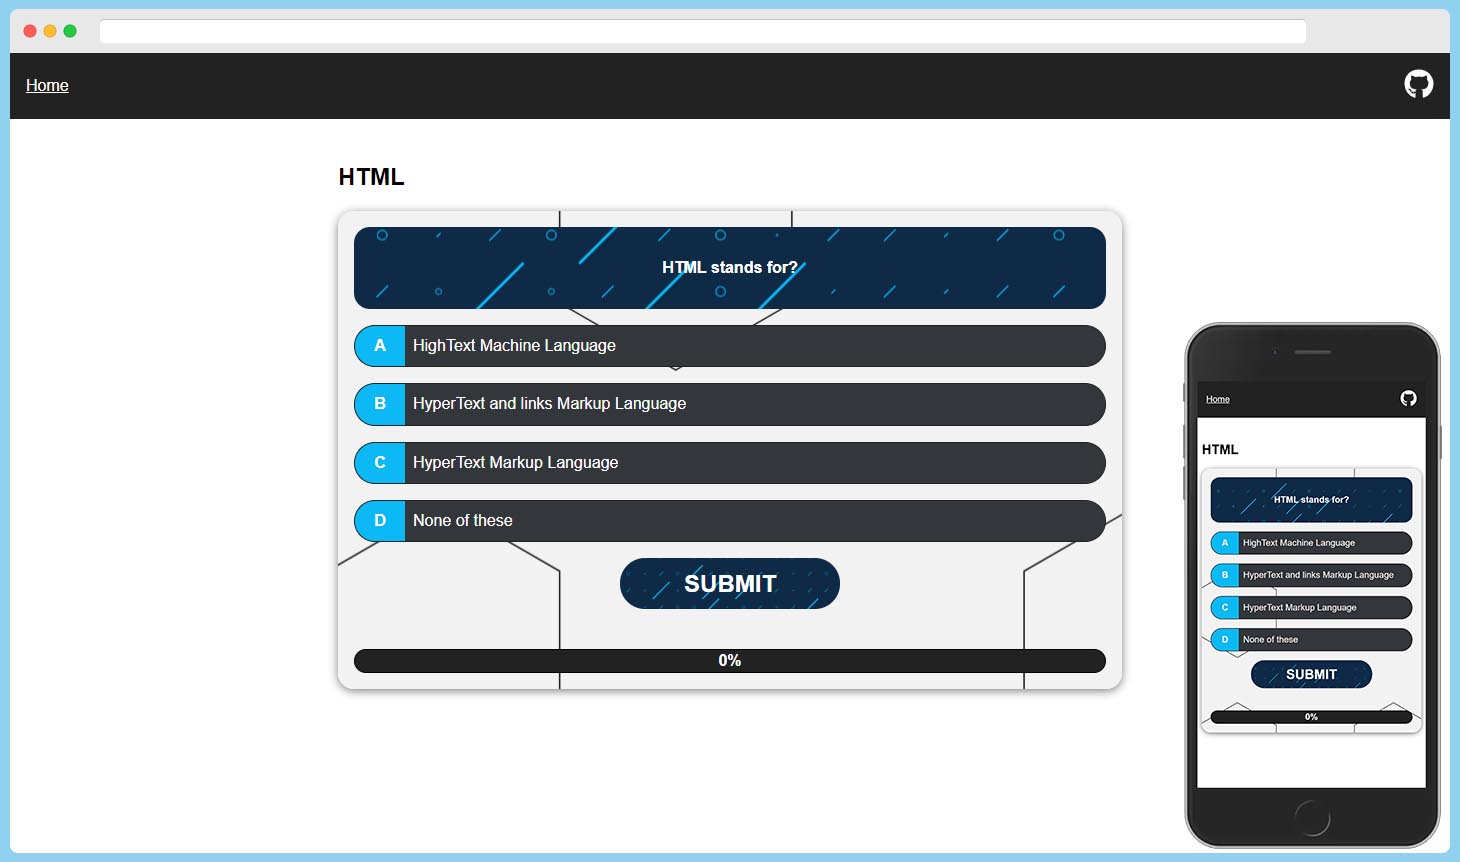 Home
HTML
HTML stands for?
A HighText Machine Language
B HyperText and links Markup Language
C HyperText Markup Language
D None of these
SUBMIT
0%
Home
HTML
HTML stands for?
A HighText Machine Language
B HyperText and links Markup Language
C HyperText Markup Language
D None of these
SUBMIT
0%